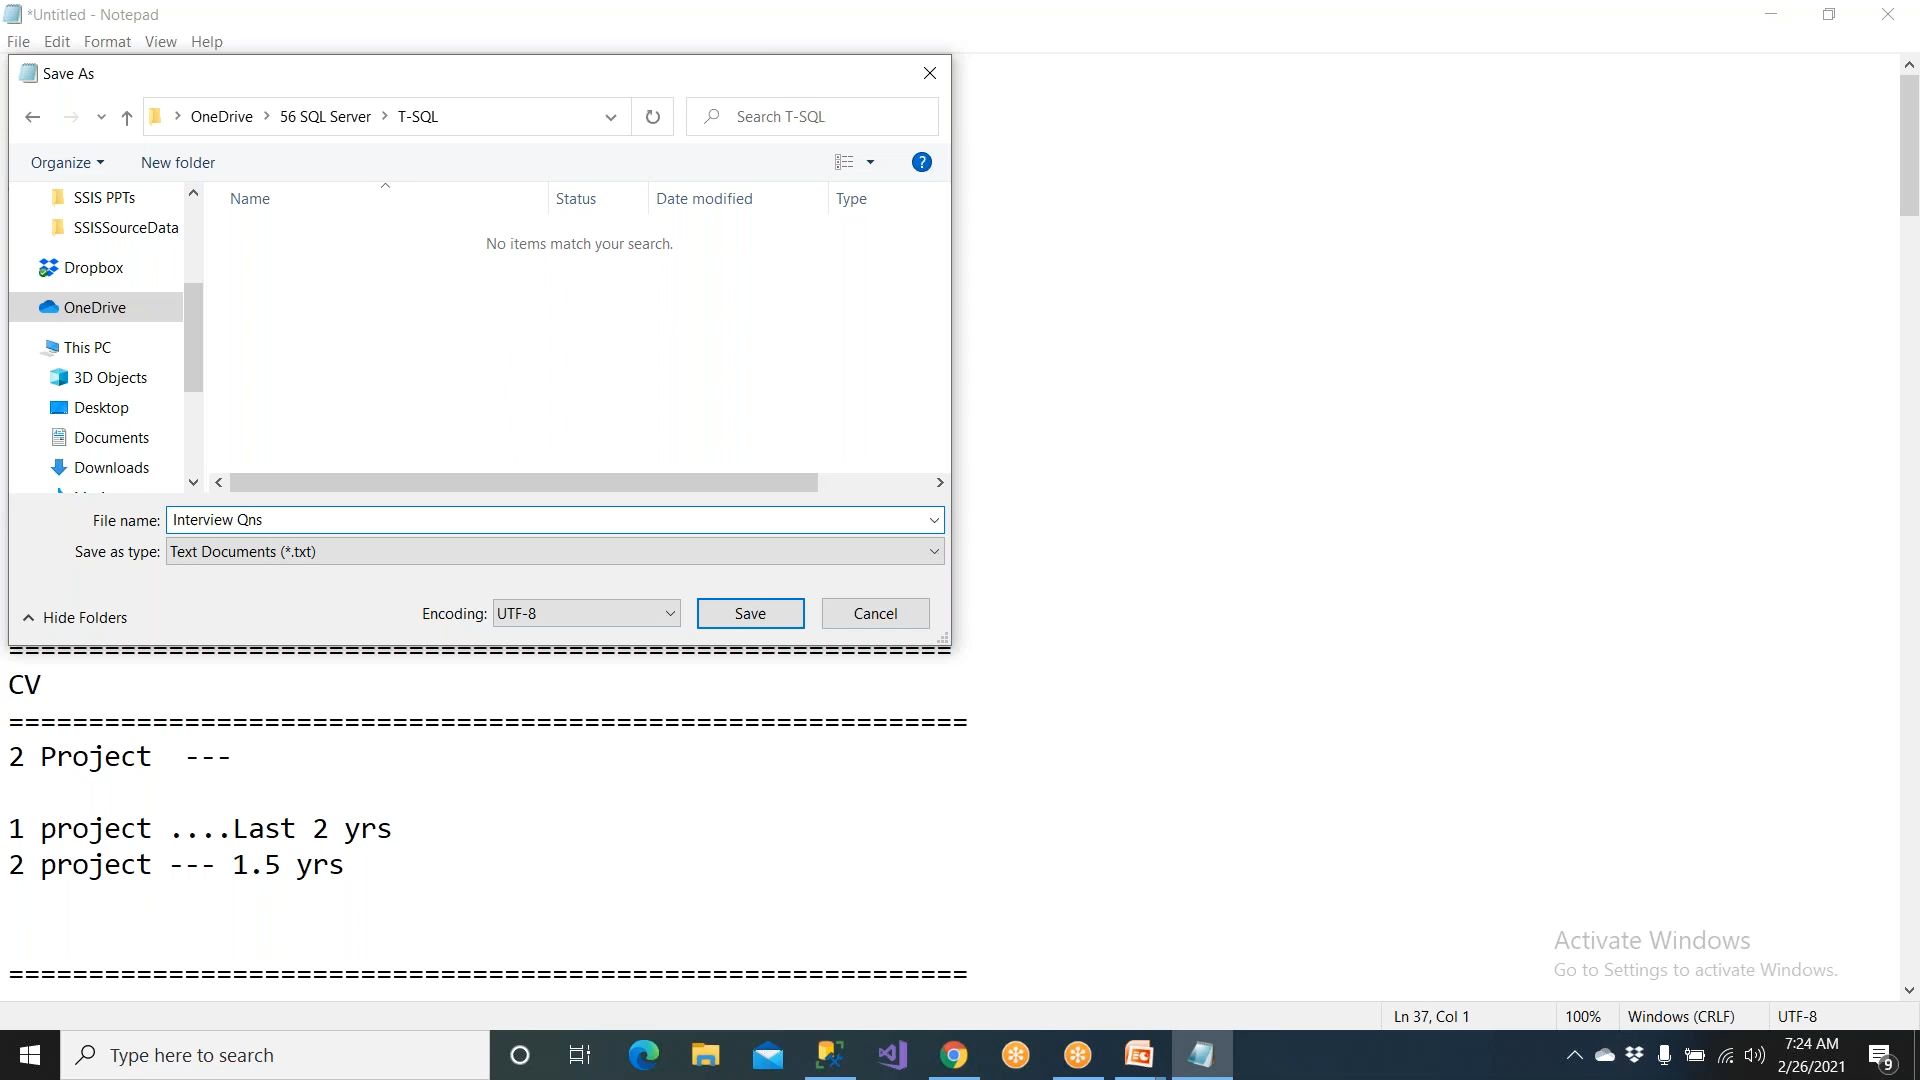 *Untitled - Notepad
File Edit Format View Help
Save As
OneDrive > 56 SQL Server > T-SQL
Search T-SQL
Organize New folder
?
Name Status Date modified Type
No items match your search.
SSIS PPTs
SSISSourceData
Dropbox
OneDrive
This PC
3D Objects
Desktop
Documents
Downloads
File name: Interview Qns
Save as type: Text Documents (*.txt)
Hide Folders
Encoding: UTF-8 Save Cancel
============================================================
CV
============================================================
2 Project  ---
1 project ....Last 2 yrs
2 project --- 1.5 yrs
============================================================
Activate Windows
Go to Settings to activate Windows.
Ln 37, Col 1 100% Windows (CRLF) UTF-8
Type here to search
7:24 AM
2/26/2021
9